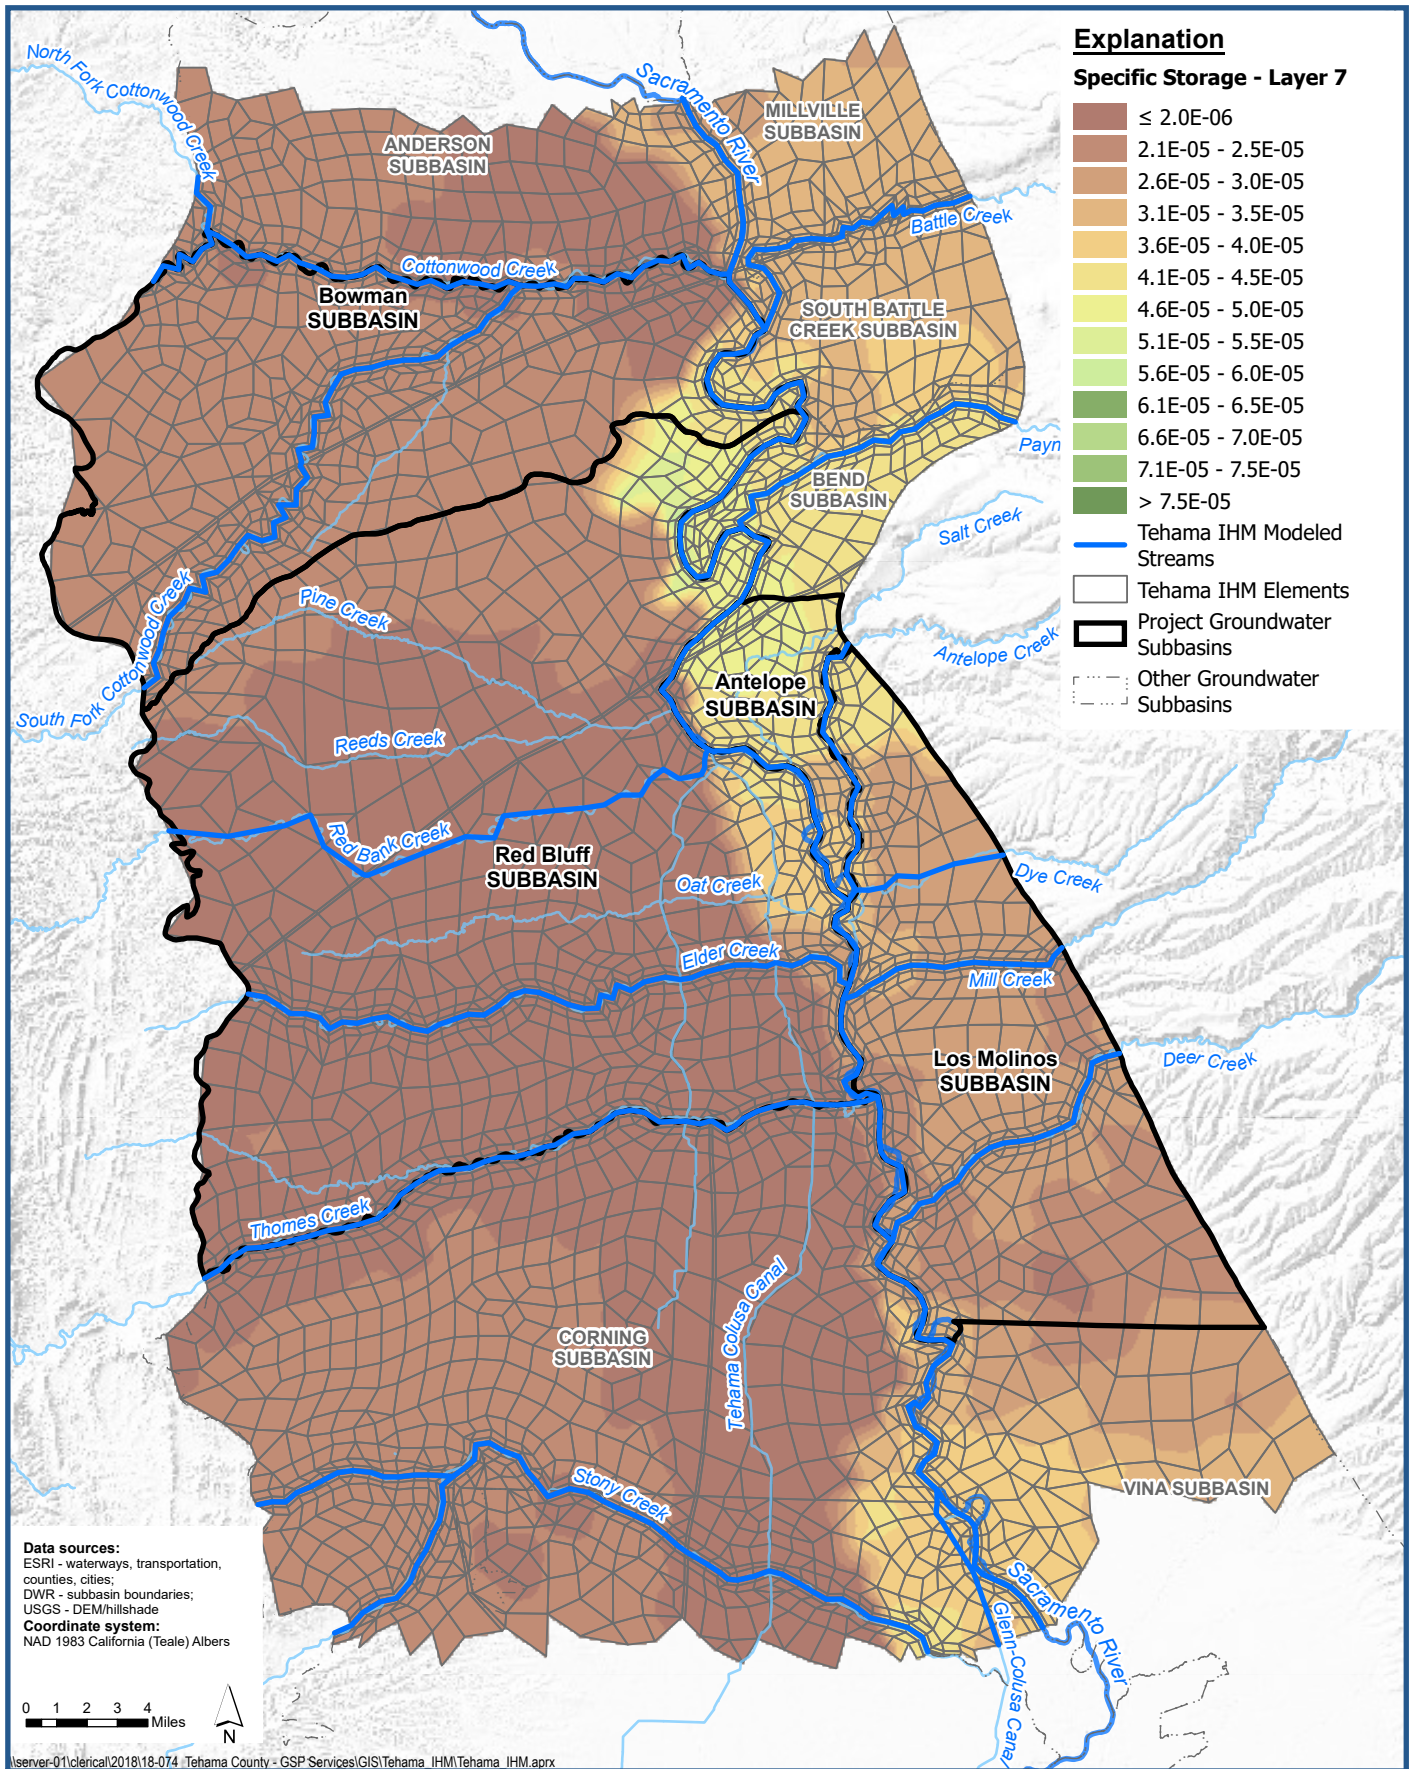 Explanation
Specific Storage - Layer 7
≤ 2.0E-06
2.1E-05 - 2.5E-05
2.6E-05 - 3.0E-05
3.1E-05 - 3.5E-05
3.6E-05 - 4.0E-05
4.1E-05 - 4.5E-05
4.6E-05 - 5.0E-05
5.1E-05 - 5.5E-05
5.6E-05 - 6.0E-05
6.1E-05 - 6.5E-05
6.6E-05 - 7.0E-05
7.1E-05 - 7.5E-05
> 7.5E-05
Tehama IHM Modeled
Streams
Tehama IHM Elements
Project Groundwater
Subbasins
Other Groundwater
Subbasins
North Fork Cottonwood Creek
Sacramento River
MILLVILLE
SUBBASIN
ANDERSON
SUBBASIN
Battle Creek
Cottonwood Creek
Bowman
SUBBASIN
SOUTH BATTLE
CREEK SUBBASIN
Payn
BEND
SUBBASIN
Salt Creek
Pine Creek
Antelope Creek
South Fork Cottonwood Creek
Antelope
SUBBASIN
Reeds Creek
Red Bank Creek
Red Bluff
SUBBASIN
Oat Creek
Dye Creek
Elder Creek
Mill Creek
Los Molinos
SUBBASIN
Deer Creek
Thomes Creek
Tehama Colusa Canal
CORNING
SUBBASIN
Stony Creek
VINA SUBBASIN
Sacramento River
Glenn-Colusa Canal
Data sources:
ESRI - waterways, transportation,
counties, cities;
DWR - subbasin boundaries;
USGS - DEM/hillshade
Coordinate system:
NAD 1983 California (Teale) Albers
0 1 2 3 4
Miles
N
\\server-01\clerical\2018\18-074_Tehama County - GSP Services\GIS\Tehama_IHM\Tehama_IHM.aprx